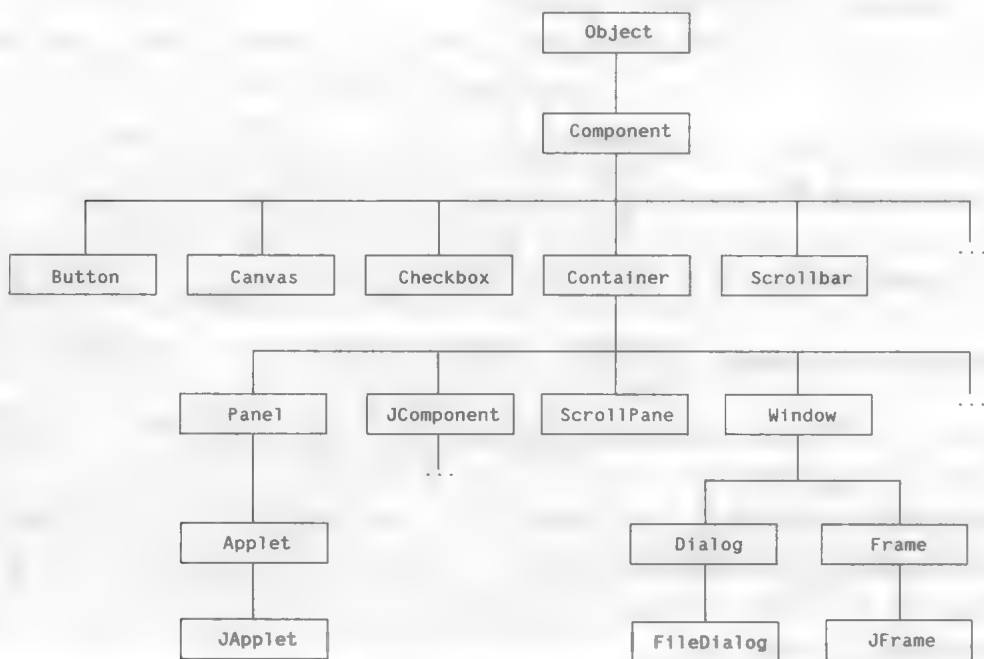 Object
Component
...
Button Canvas Checkbox Container Scrollbar
...
Panel JComponent ScrollPane Window
...
Applet Dialog Frame
JApplet FileDialog JFrame